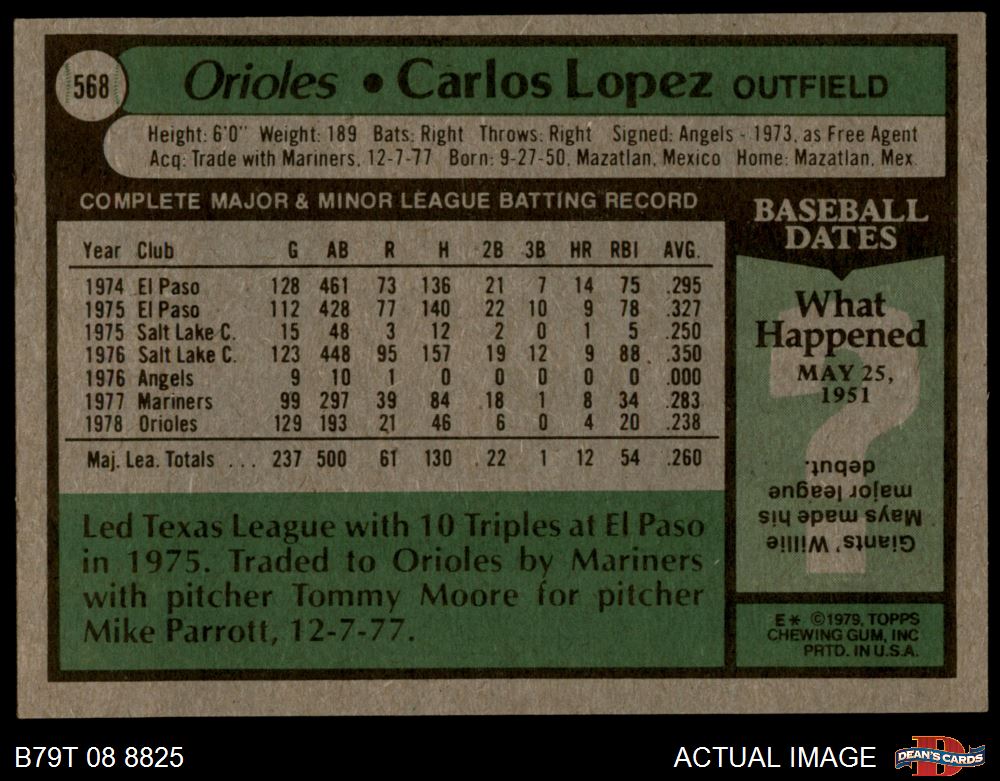 568
Orioles • Carlos Lopez OUTFIELD
Height: 6'0" Weight: 189 Bats: Right Throws: Right Signed: Angels - 1973, as Free Agent
Acq: Trade with Mariners, 12-7-77 Born: 9-27-50, Mazatlan, Mexico Home: Mazatlan, Mex.
COMPLETE MAJOR & MINOR LEAGUE BATTING RECORD
Year Club G AB R H 2B 3B HR RBI AVG.
1974 El Paso 128 461 73 136 21 7 14 75 .295
1975 El Paso 112 428 77 140 22 10 9 78 .327
1975 Salt Lake C. 15 48 3 12 2 0 1 5 .250
1976 Salt Lake C. 123 448 95 157 19 12 9 88 .350
1976 Angels 9 10 1 0 0 0 0 0 .000
1977 Mariners 99 297 39 84 18 1 8 34 .283
1978 Orioles 129 193 21 46 6 0 4 20 .238
Maj. Lea. Totals ... 237 500 61 130 22 1 12 54 .260
Led Texas League with 10 Triples at El Paso
in 1975. Traded to Orioles by Mariners
with pitcher Tommy Moore for pitcher
Mike Parrott, 12-7-77.
BASEBALL
DATES
What
Happened
MAY 25,
1951
?
Giants' Willie
Mays made his
major league
debut.
E* ©1979, TOPPS
CHEWING GUM, INC
PRTD. IN U.S.A.
B79T 08 8825
ACTUAL IMAGE
D
DEAN'S CARDS